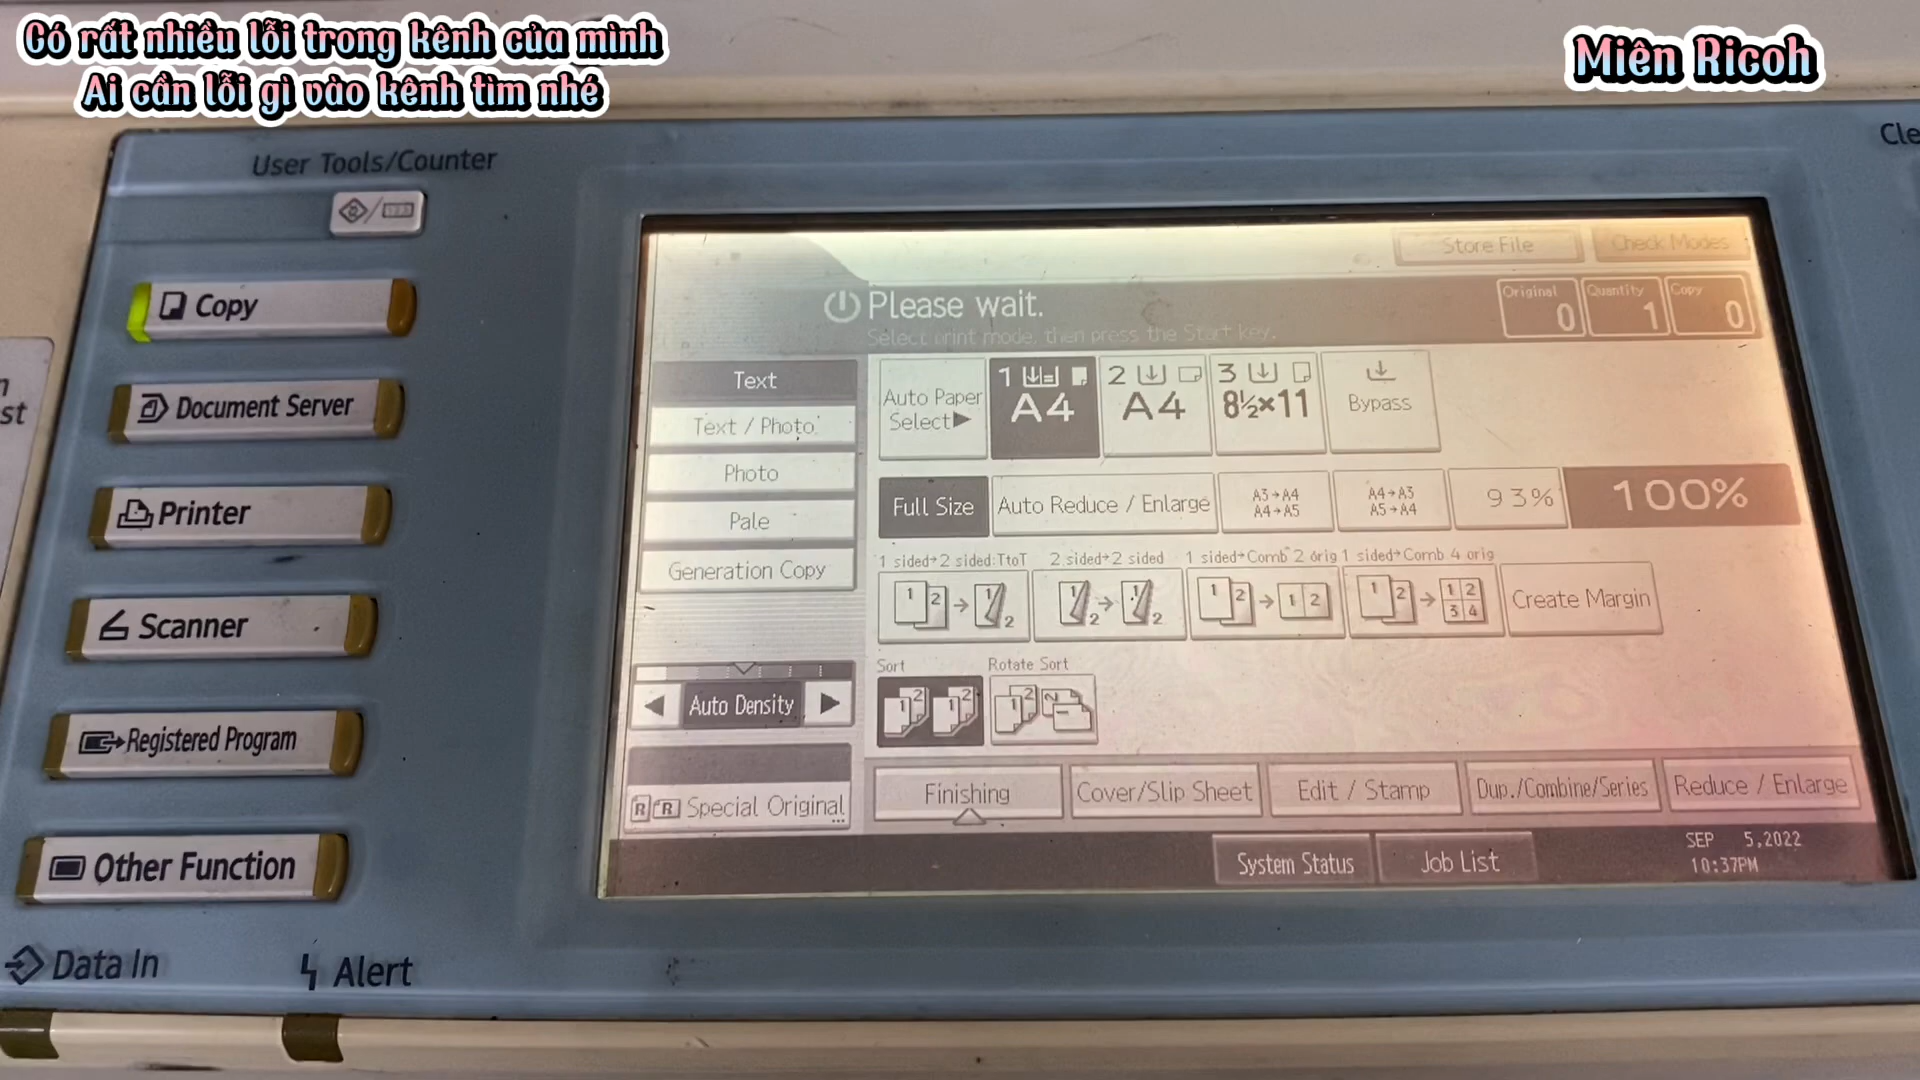 Có rất nhiều lỗi trong kênh của mình
Ai cần lỗi gì vào kênh tìm nhé
Miên Ricoh
User Tools/Counter
Cle
Copy
Document Server
Printer
Scanner
Registered Program
Other Function
Data In
Alert
st
Store File
Check Modes
Please wait.
Select print mode, then press the Start key.
Original
0
Quantity
1
Copy
0
Text
Text / Photo
Photo
Pale
Generation Copy
Auto Density
Special Original
Auto Paper
Select▶
1
A4
2
A4
3
8½×11
Bypass
Full Size
Auto Reduce / Enlarge
A3→A4
A4→A5
A4→A3
A5→A4
93%
100%
1 sided→2 sided:TtoT
2 sided→2 sided
1 sided→Comb 2 orig
1 sided→Comb 4 orig
Create Margin
Sort
Rotate Sort
Finishing
Cover/Slip Sheet
Edit / Stamp
Dup./Combine/Series
Reduce / Enlarge
System Status
Job List
SEP 5,2022
10:37PM